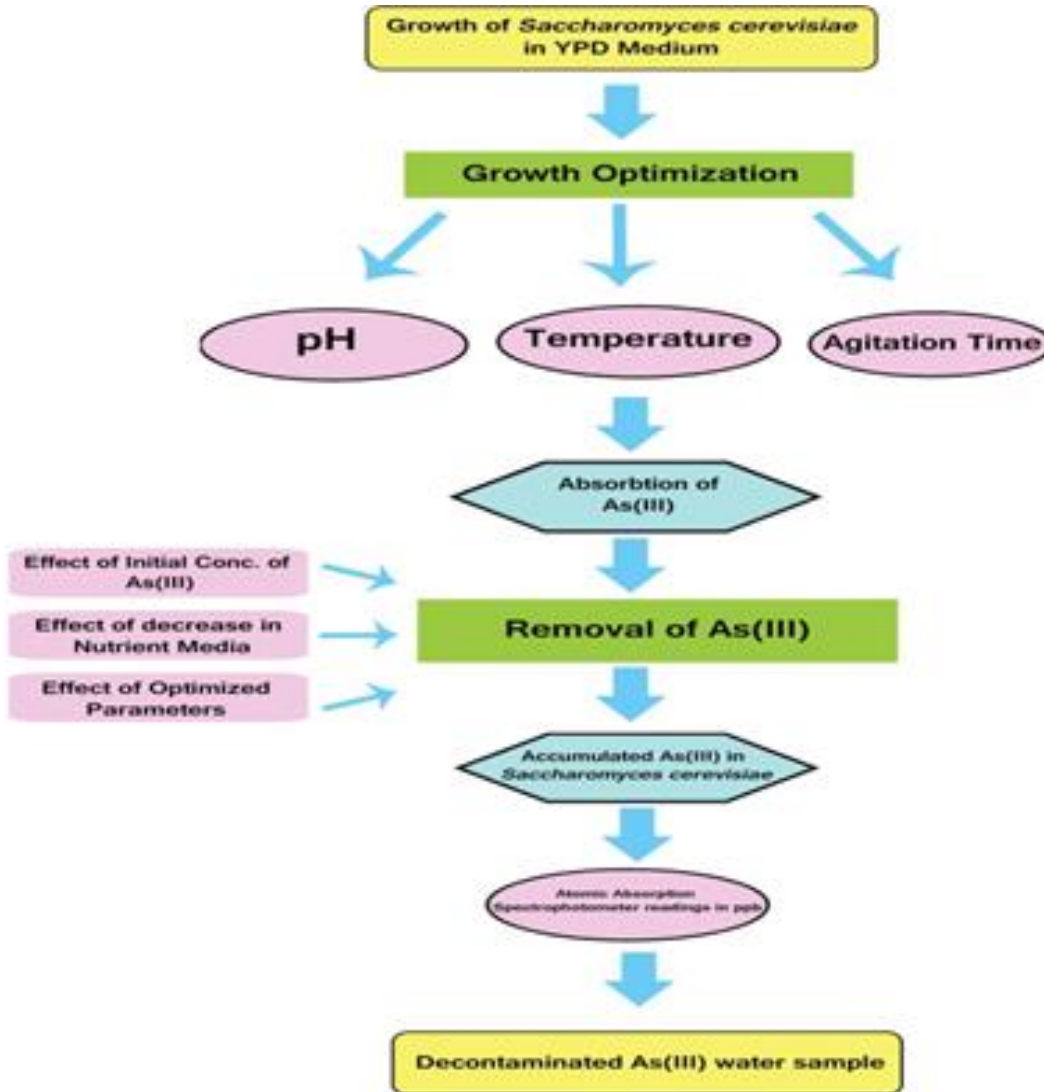 Growth of Saccharomyces cerevisiae
in YPD Medium
Growth Optimization
pH
Temperature
Agitation Time
Absorbtion of
As(III)
Effect of Initial Conc. of
As(III)
Effect of decrease in
Nutrient Media
Effect of Optimized
Parameters
Removal of As(III)
Accumulated As(III) in
Saccharomyces cerevisiae
Atomic Absorption
Spectrophotometer readings in ppb
Decontaminated As(III) water sample